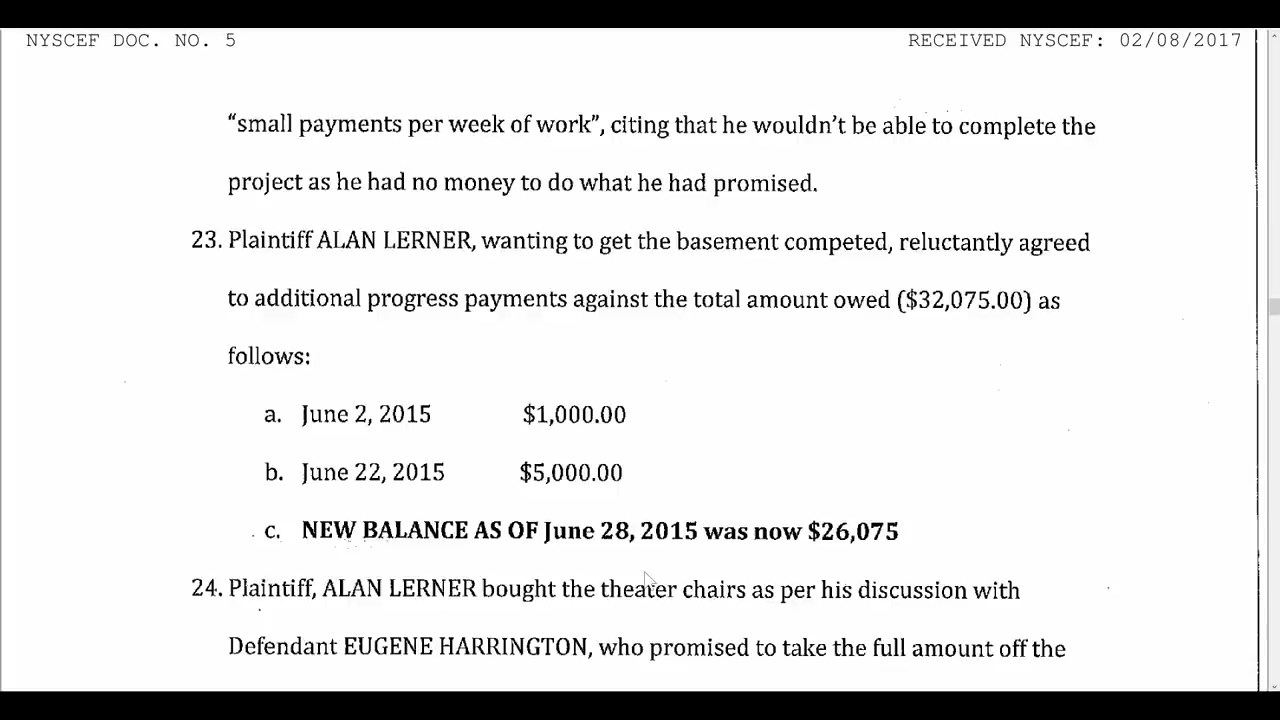 NYSCEF DOC. NO. 5 RECEIVED NYSCEF: 02/08/2017
“small payments per week of work”, citing that he wouldn’t be able to complete the
project as he had no money to do what he had promised.
23. Plaintiff ALAN LERNER, wanting to get the basement competed, reluctantly agreed
to additional progress payments against the total amount owed ($32,075.00) as
follows:
a. June 2, 2015 $1,000.00
b. June 22, 2015 $5,000.00
c. NEW BALANCE AS OF June 28, 2015 was now $26,075
24. Plaintiff, ALAN LERNER bought the theater chairs as per his discussion with
Defendant EUGENE HARRINGTON, who promised to take the full amount off the